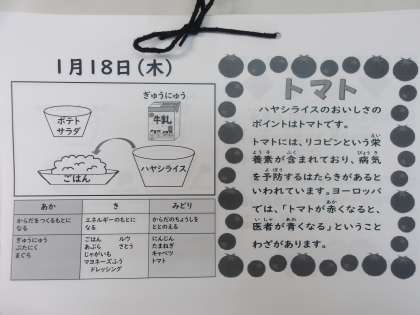 1月18日(木)
ぎゅうにゅう
牛乳
ポテト
サラダ
ごはん
ハヤシライス
あか
き
みどり
からだをつくるもとに
なる
エネルギーのもとに
なる
からだのちょうしを
ととのえる
ぎゅうにゅう
ぶたにく
まぐろ
ごはん ルウ
あぶら さとう
じゃがいも
マヨネーズふう
ドレッシング
にんじん
たまねぎ
キャベツ
トマト
トマト
ハヤシライスのおいしさの
ポイントはトマトです。
トマトには、リコピンという栄
養素が含まれており、病気
を予防するはたらきがあると
いわれています。ヨーロッパ
では、「トマトが赤くなると、
医者が青くなる」という こと
わざがあります。